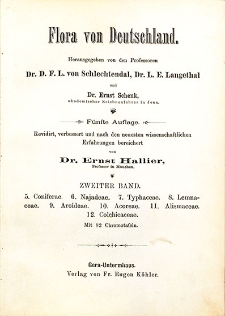 Flora von Deutschland.
Herausgegeben von den Professoren
Dr. D. F. L. von Schlechtendal, Dr. L. E. Langethal
und
Dr. Ernst Schenk,
akademischer Zeichenlehrer in Jena.
Fünfte Auflage.
Revidirt, verbessert und nach den neuesten wissenschaftlichen
Erfahrungen bereichert
von
Dr. Ernst Hallier,
Professor in München.
ZWEITER BAND.
5. Coniferae. 6. Najadeae. 7. Typhaceae. 8. Lemna-
ceae. 9. Aroideae. 10. Acoreae. 11. Alismaceae.
12. Colchicaceae.
Mit 92 Chromotafeln.
Gera-Untermhaus.
Verlag von Fr. Eugen Köhler.